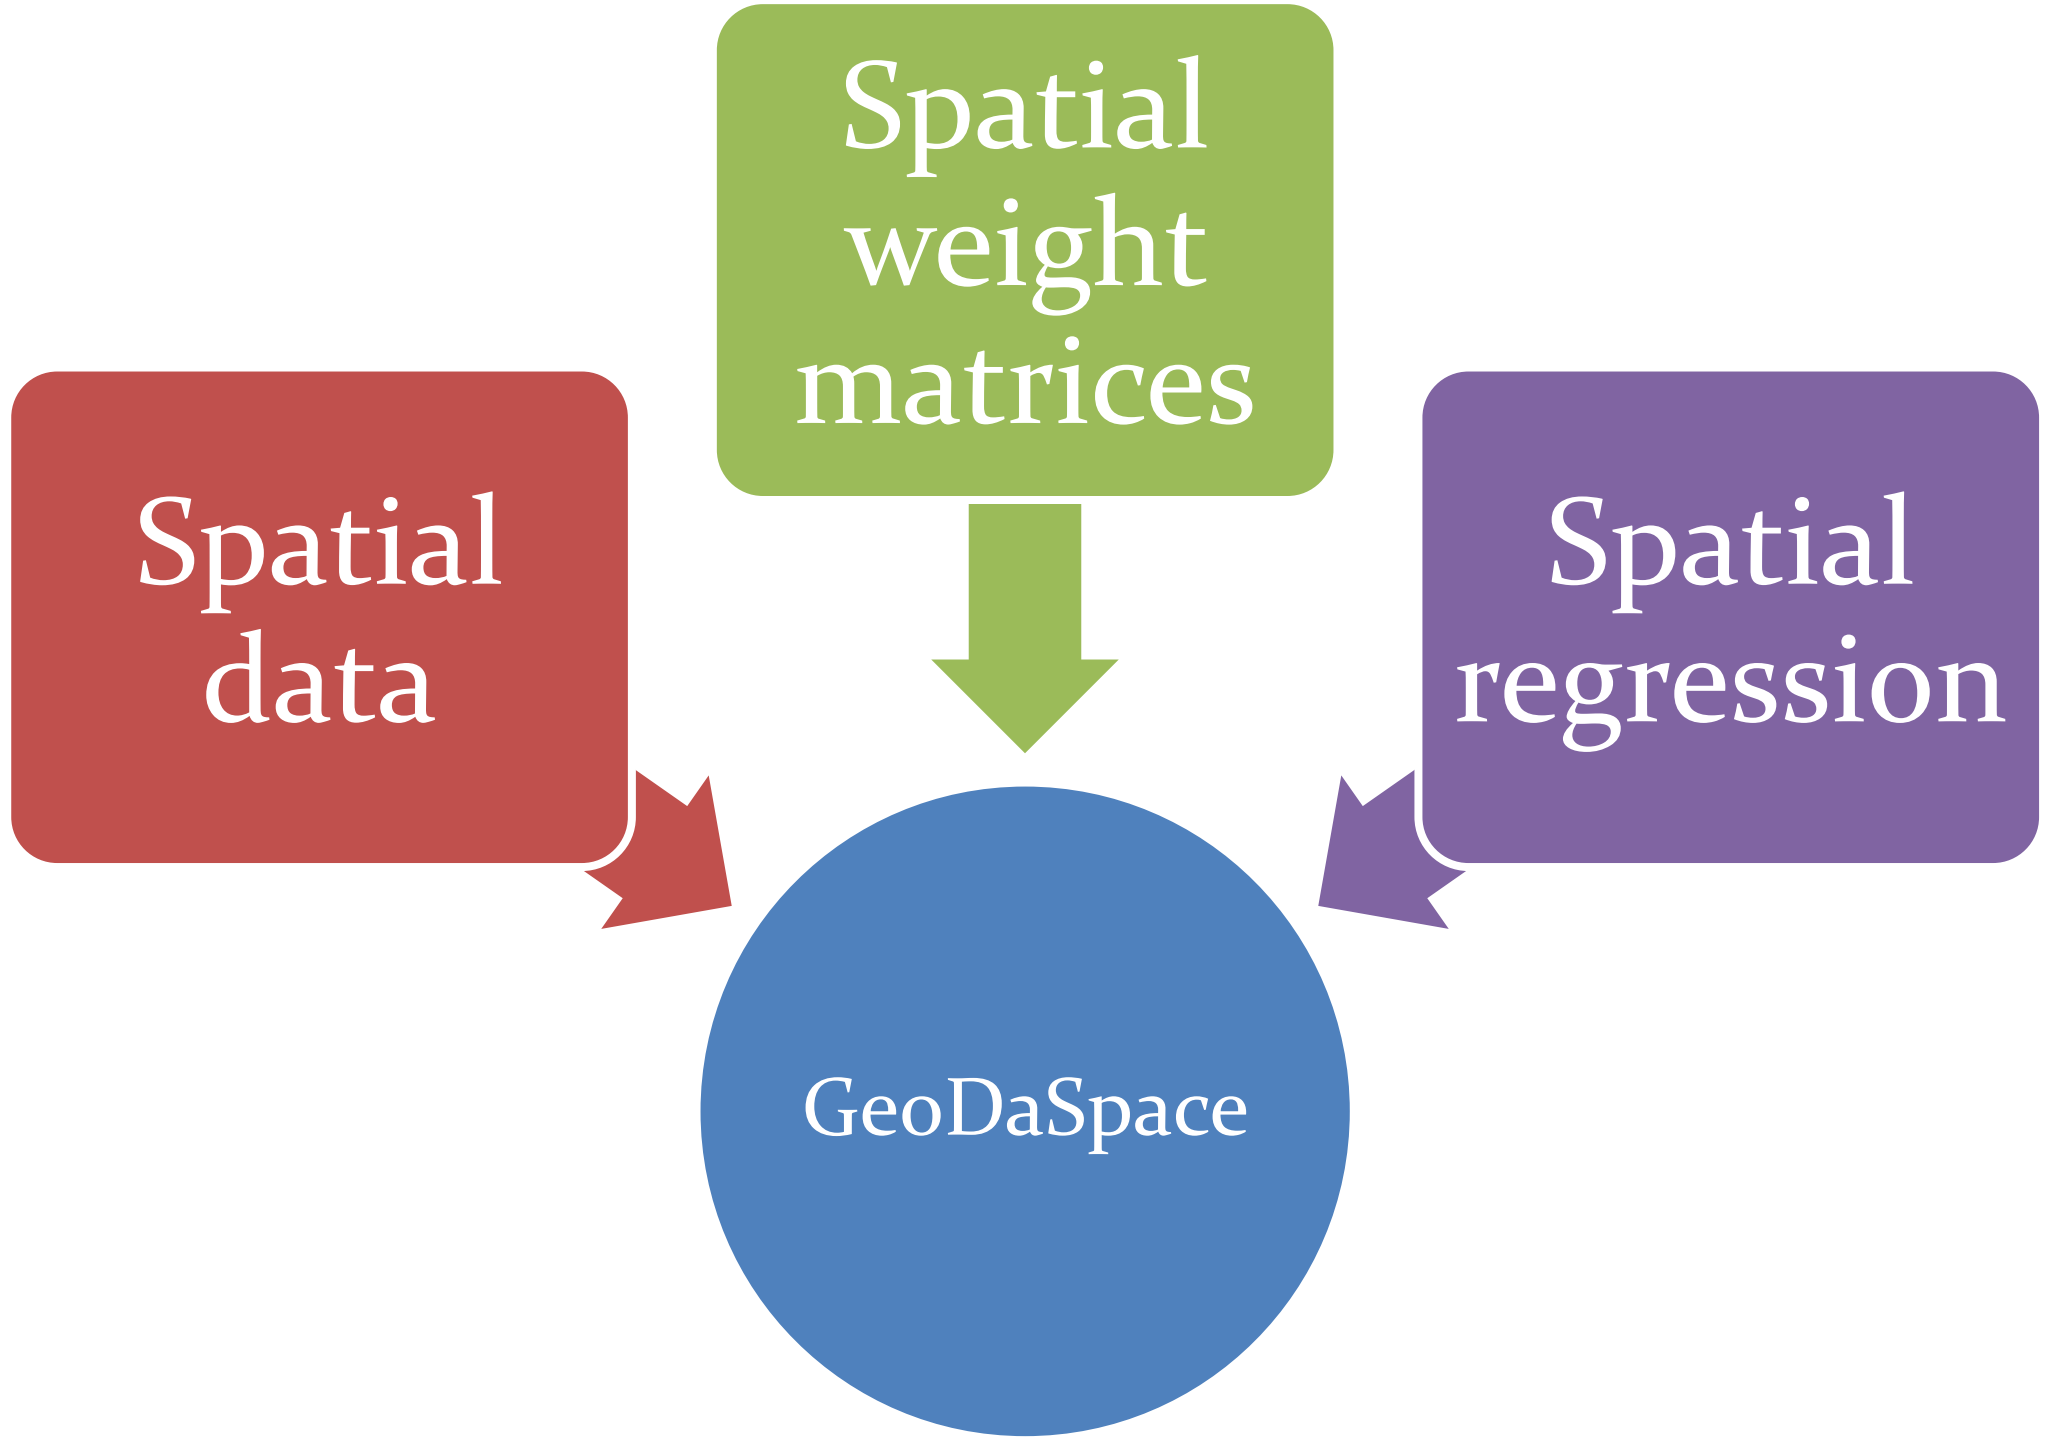 Spatial
weight
matrices
Spatial
data
Spatial
regression
GeoDaSpace